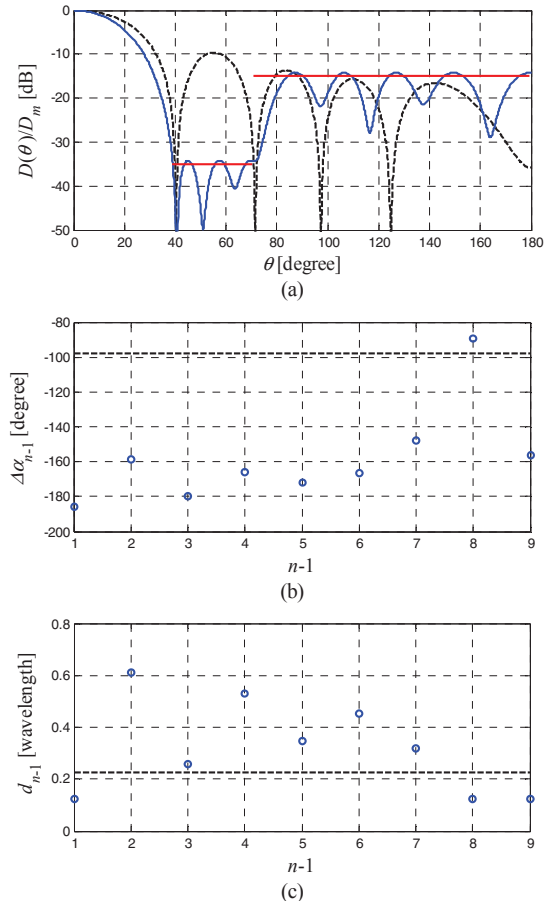 0
-10
-20
-30
-40
-50
D(θ)/Dₘ [dB]
0 20 40 60 80 100 120 140 160 180
θ [degree]
(a)
-80
-100
-120
-140
-160
-180
-200
Δαₙ₋₁ [degree]
1 2 3 4 5 6 7 8 9
n-1
(b)
0.8
0.6
0.4
0.2
0
dₙ₋₁ [wavelength]
1 2 3 4 5 6 7 8 9
n-1
(c)